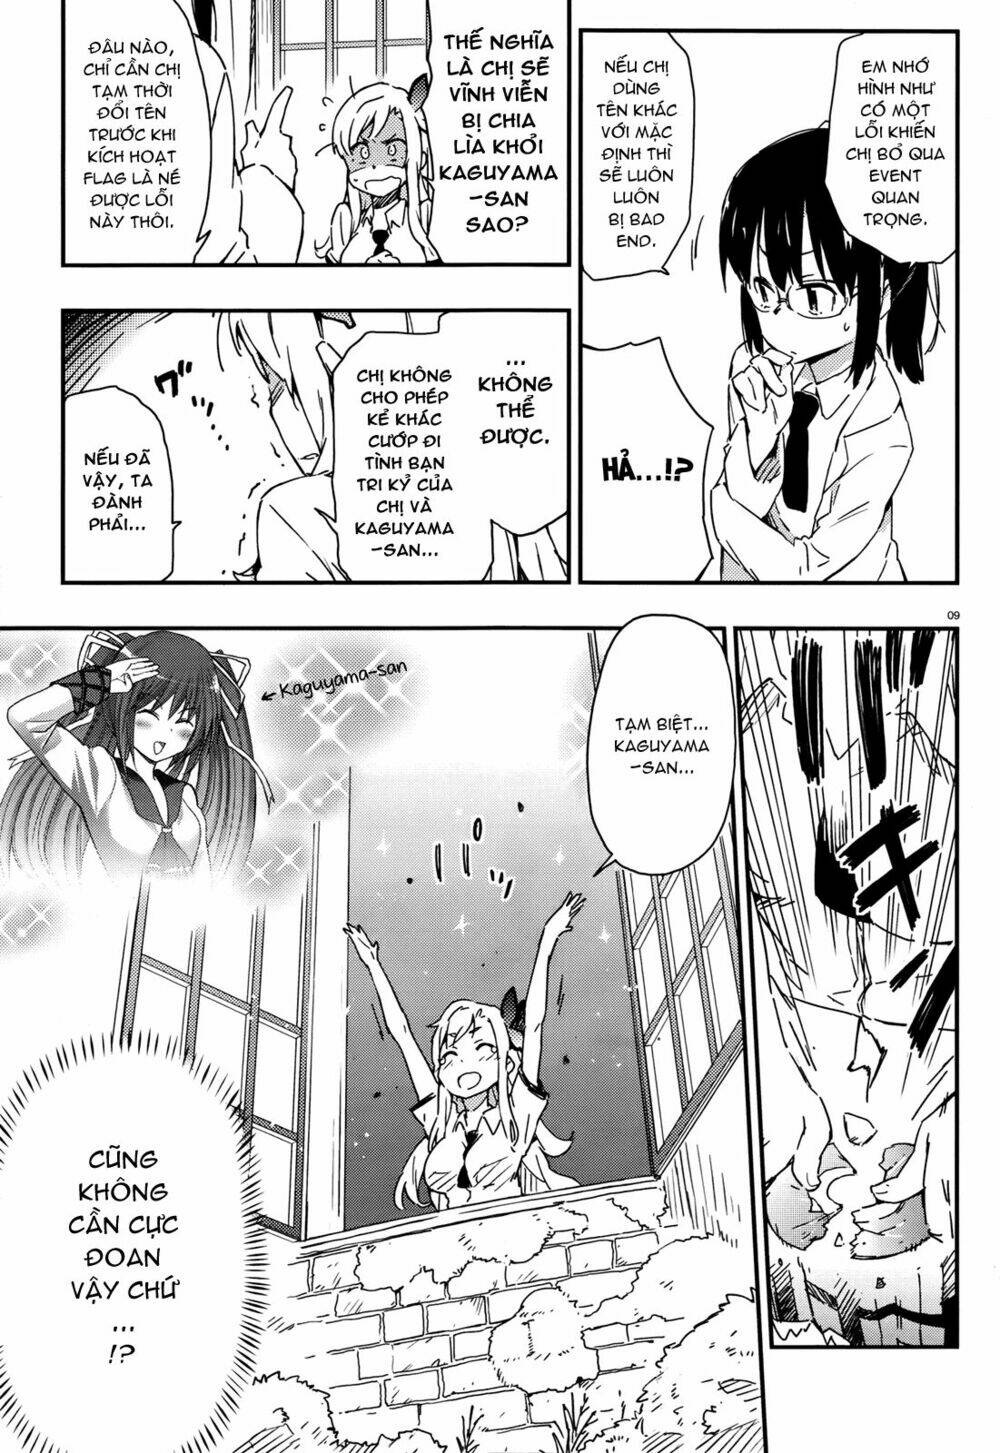 EM NHỚ
HÌNH NHƯ
CÓ MỘT
LỖI KHIẾN
CHỊ BỎ QUA
EVENT
QUAN
TRỌNG.
NẾU CHỊ
DÙNG
TÊN KHÁC
VỚI MẶC
ĐỊNH THÌ
SẼ LUÔN
LUÔN
BỊ BAD
END.
HẢ...!?
THẾ NGHĨA
LÀ CHỊ SẼ
VĨNH VIỄN
BỊ CHIA
LÌA KHỎI
KAGUYAMA
-SAN
SAO?
ĐÂU NÀO,
CHỈ CẦN CHỊ
TẠM THỜI
ĐỔI TÊN
TRƯỚC KHI
KÍCH HOẠT
FLAG LÀ NÉ
ĐƯỢC LỖI
NÀY THÔI.
...
KHÔNG
THỂ
ĐƯỢC.
CHỊ KHÔNG
CHO PHÉP
KẺ KHÁC
CƯỚP ĐI
TÌNH BẠN
TRI KỶ CỦA
CHỊ VÀ
KAGUYAMA
-SAN...
NẾU ĐÃ
VẬY, TA
ĐÀNH
PHẢI...
09
TẠM BIỆT...
KAGUYAMA
-SAN...
← Kaguyama-san
CŨNG
KHÔNG
CẦN CỰC
ĐOAN
VẬY CHỨ
...
!?